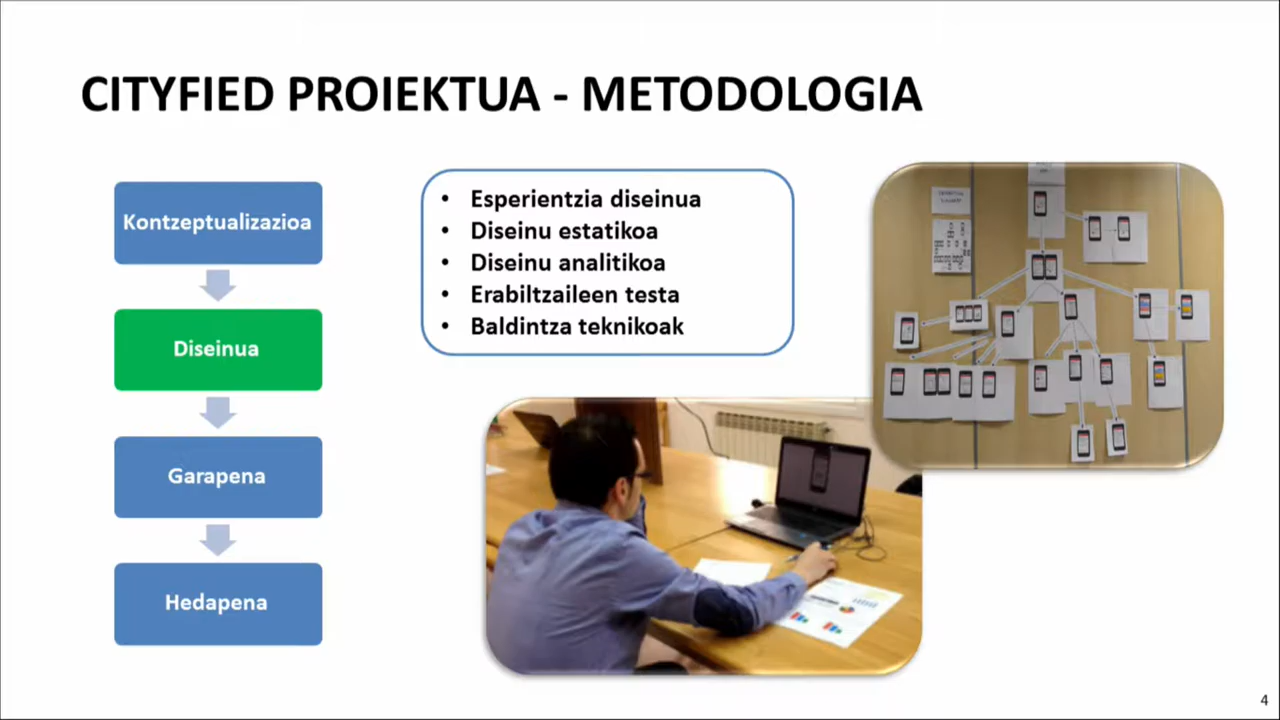 CITYFIED PROIEKTUA - METODOLOGIA
Kontzeptualizazioa
Diseinua
Garapena
Hedapena
• Esperientzia diseinua
• Diseinu estatikoa
• Diseinu analitikoa
• Erabiltzaileen testa
• Baldintza teknikoak
4